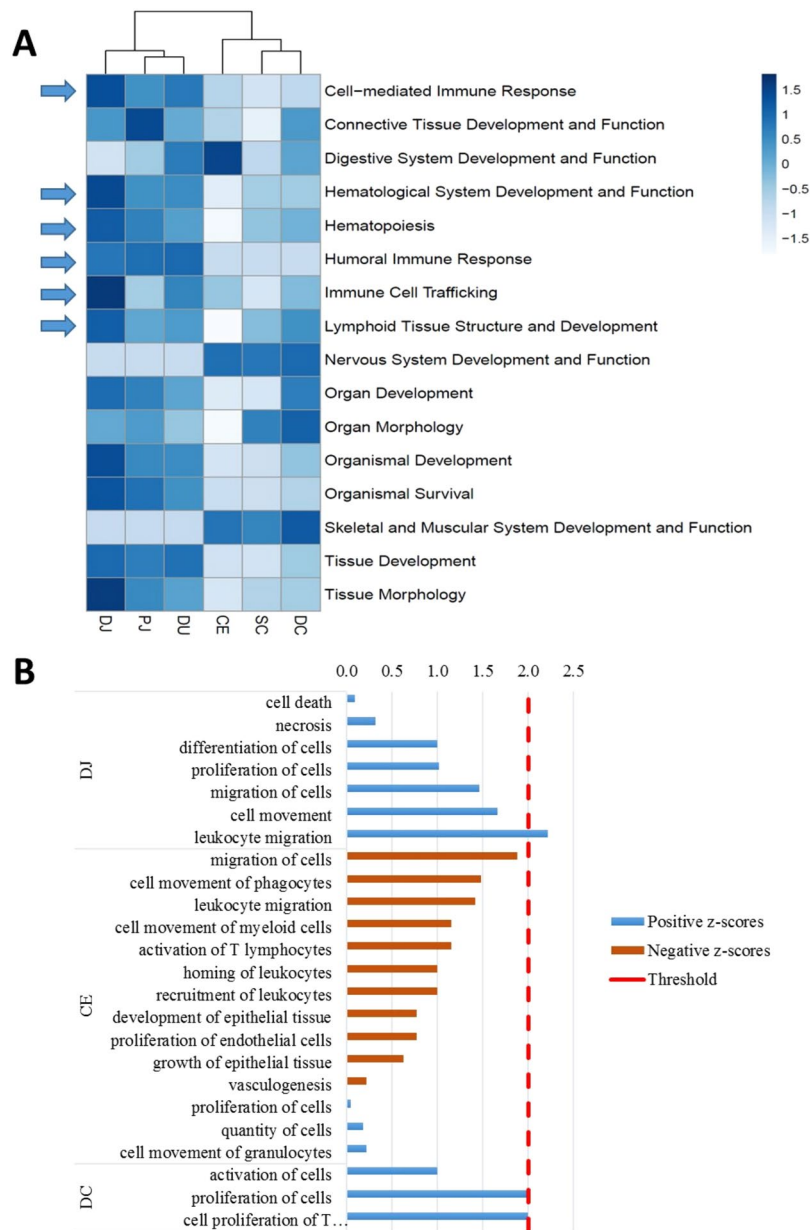 A
Cell-mediated Immune Response
Connective Tissue Development and Function
Digestive System Development and Function
Hematological System Development and Function
Hematopoiesis
Humoral Immune Response
Immune Cell Trafficking
Lymphoid Tissue Structure and Development
Nervous System Development and Function
Organ Development
Organ Morphology
Organismal Development
Organismal Survival
Skeletal and Muscular System Development and Function
Tissue Development
Tissue Morphology
DJ PJ DU CE SC DC
1.5
1
0.5
0
−0.5
−1
−1.5
B
0.0 0.5 1.0 1.5 2.0 2.5
DJ
cell death
necrosis
differentiation of cells
proliferation of cells
migration of cells
cell movement
leukocyte migration
CE
migration of cells
cell movement of phagocytes
leukocyte migration
cell movement of myeloid cells
activation of T lymphocytes
homing of leukocytes
recruitment of leukocytes
development of epithelial tissue
proliferation of endothelial cells
growth of epithelial tissue
vasculogenesis
proliferation of cells
quantity of cells
cell movement of granulocytes
DC
activation of cells
proliferation of cells
cell proliferation of T…
Positive z-scores
Negative z-scores
Threshold